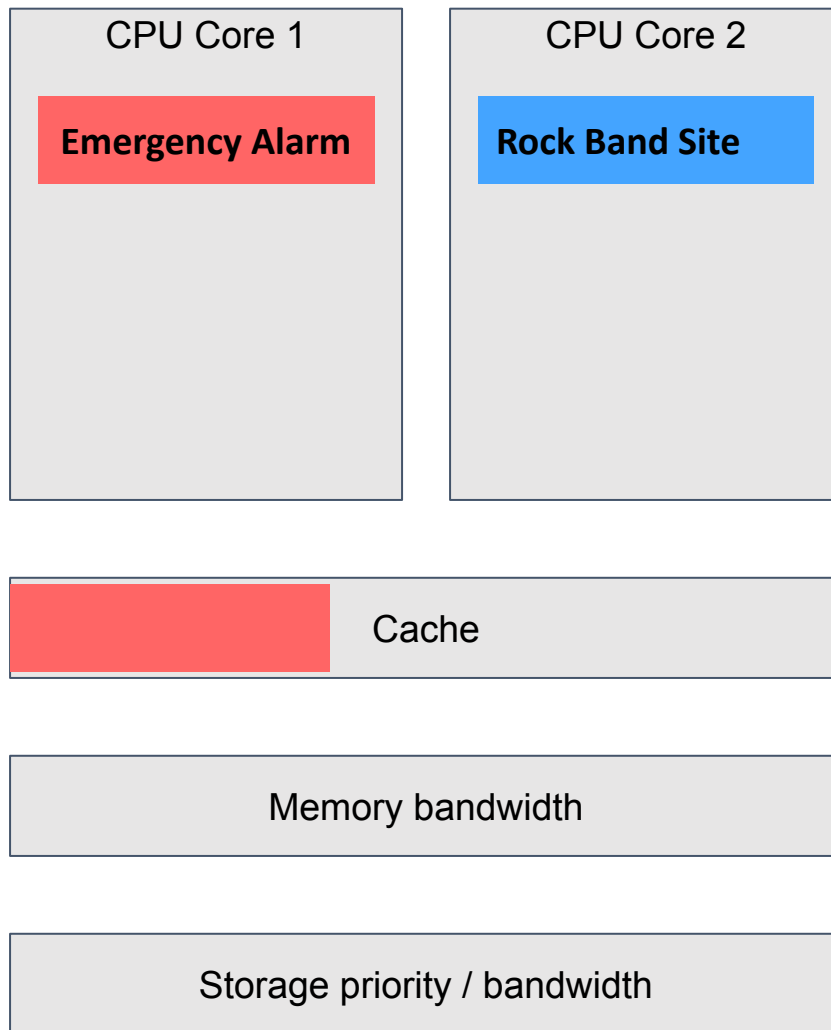 CPU Core 1
CPU Core 2
Emergency Alarm
Rock Band Site
Cache
Memory bandwidth
Storage priority / bandwidth